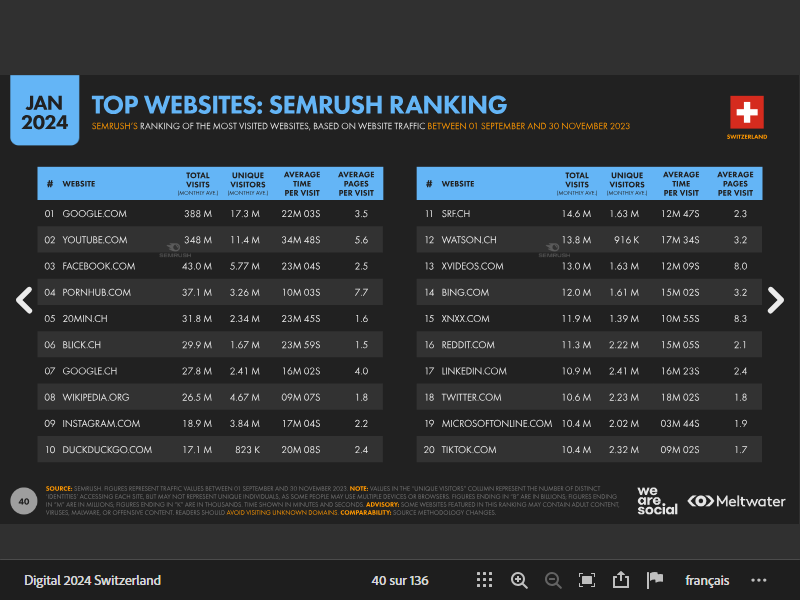 JAN
2024
TOP WEBSITES: SEMRUSH RANKING
SEMRUSH'S RANKING OF THE MOST VISITED WEBSITES, BASED ON WEBSITE TRAFFIC BETWEEN 01 SEPTEMBER AND 30 NOVEMBER 2023
SWITZERLAND
# WEBSITE TOTAL VISITS (MONTHLY AVE.) UNIQUE VISITORS (MONTHLY AVE.) AVERAGE TIME PER VISIT AVERAGE PAGES PER VISIT
01 GOOGLE.COM 388 M 17.3 M 22M 03S 3.5
02 YOUTUBE.COM 348 M 11.4 M 34M 48S 5.6
03 FACEBOOK.COM 43.0 M 5.77 M 23M 04S 2.5
04 PORNHUB.COM 37.1 M 3.26 M 10M 03S 7.7
05 20MIN.CH 31.8 M 2.34 M 23M 45S 1.6
06 BLICK.CH 29.9 M 1.67 M 23M 59S 1.5
07 GOOGLE.CH 27.8 M 2.41 M 16M 02S 4.0
08 WIKIPEDIA.ORG 26.5 M 4.67 M 09M 07S 1.8
09 INSTAGRAM.COM 18.9 M 3.84 M 17M 04S 2.2
10 DUCKDUCKGO.COM 17.1 M 823 K 20M 08S 2.4
SEMRUSH
# WEBSITE TOTAL VISITS (MONTHLY AVE.) UNIQUE VISITORS (MONTHLY AVE.) AVERAGE TIME PER VISIT AVERAGE PAGES PER VISIT
11 SRF.CH 14.6 M 1.63 M 12M 47S 2.3
12 WATSON.CH 13.8 M 916 K 17M 34S 3.2
13 XVIDEOS.COM 13.0 M 1.63 M 12M 09S 8.0
14 BING.COM 12.0 M 1.61 M 15M 02S 3.2
15 XNXX.COM 11.9 M 1.39 M 10M 55S 8.3
16 REDDIT.COM 11.3 M 2.22 M 15M 05S 2.1
17 LINKEDIN.COM 10.9 M 2.41 M 16M 23S 2.4
18 TWITTER.COM 10.6 M 2.23 M 18M 02S 1.8
19 MICROSOFTONLINE.COM 10.4 M 2.02 M 03M 44S 1.9
20 TIKTOK.COM 10.4 M 2.32 M 09M 02S 1.7
SEMRUSH
40
SOURCE: SEMRUSH. FIGURES REPRESENT TRAFFIC VALUES BETWEEN 01 SEPTEMBER AND 30 NOVEMBER 2023. NOTE: VALUES IN THE "UNIQUE VISITORS" COLUMN REPRESENT THE NUMBER OF DISTINCT
'IDENTITIES' ACCESSING EACH SITE, BUT MAY NOT REPRESENT UNIQUE INDIVIDUALS, AS SOME PEOPLE MAY USE MULTIPLE DEVICES OR BROWSERS. FIGURES ENDING IN "B" ARE IN BILLIONS; FIGURES ENDING
IN "M" ARE IN MILLIONS; FIGURES ENDING IN "K" ARE IN THOUSANDS. TIME SHOWN IN MINUTES AND SECONDS. ADVISORY: SOME WEBSITES FEATURED IN THIS RANKING MAY CONTAIN ADULT CONTENT,
VIRUSES, MALWARE, OR OFFENSIVE CONTENT. READERS SHOULD AVOID VISITING UNKNOWN DOMAINS. COMPARABILITY: SOURCE METHODOLOGY CHANGES.
we
are.
social
Meltwater
Digital 2024 Switzerland
40 sur 136
français